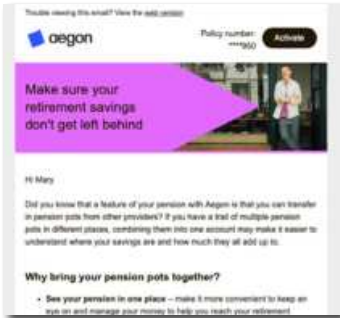 Trouble viewing this email? View the web version
aegon
Policy number:
****950
Activate
Make sure your
retirement savings
don't get left behind
Hi Mary
Did you know that a feature of your pension with Aegon is that you can transfer
in pension pots from other providers? If you have a trail of multiple pension
pots in different places, combining them into one account may make it easier to
understand where your savings are and how much they all add up to.
Why bring your pension pots together?
• See your pension in one place – make it more convenient to keep an
eye on and manage your money to help you reach your retirement